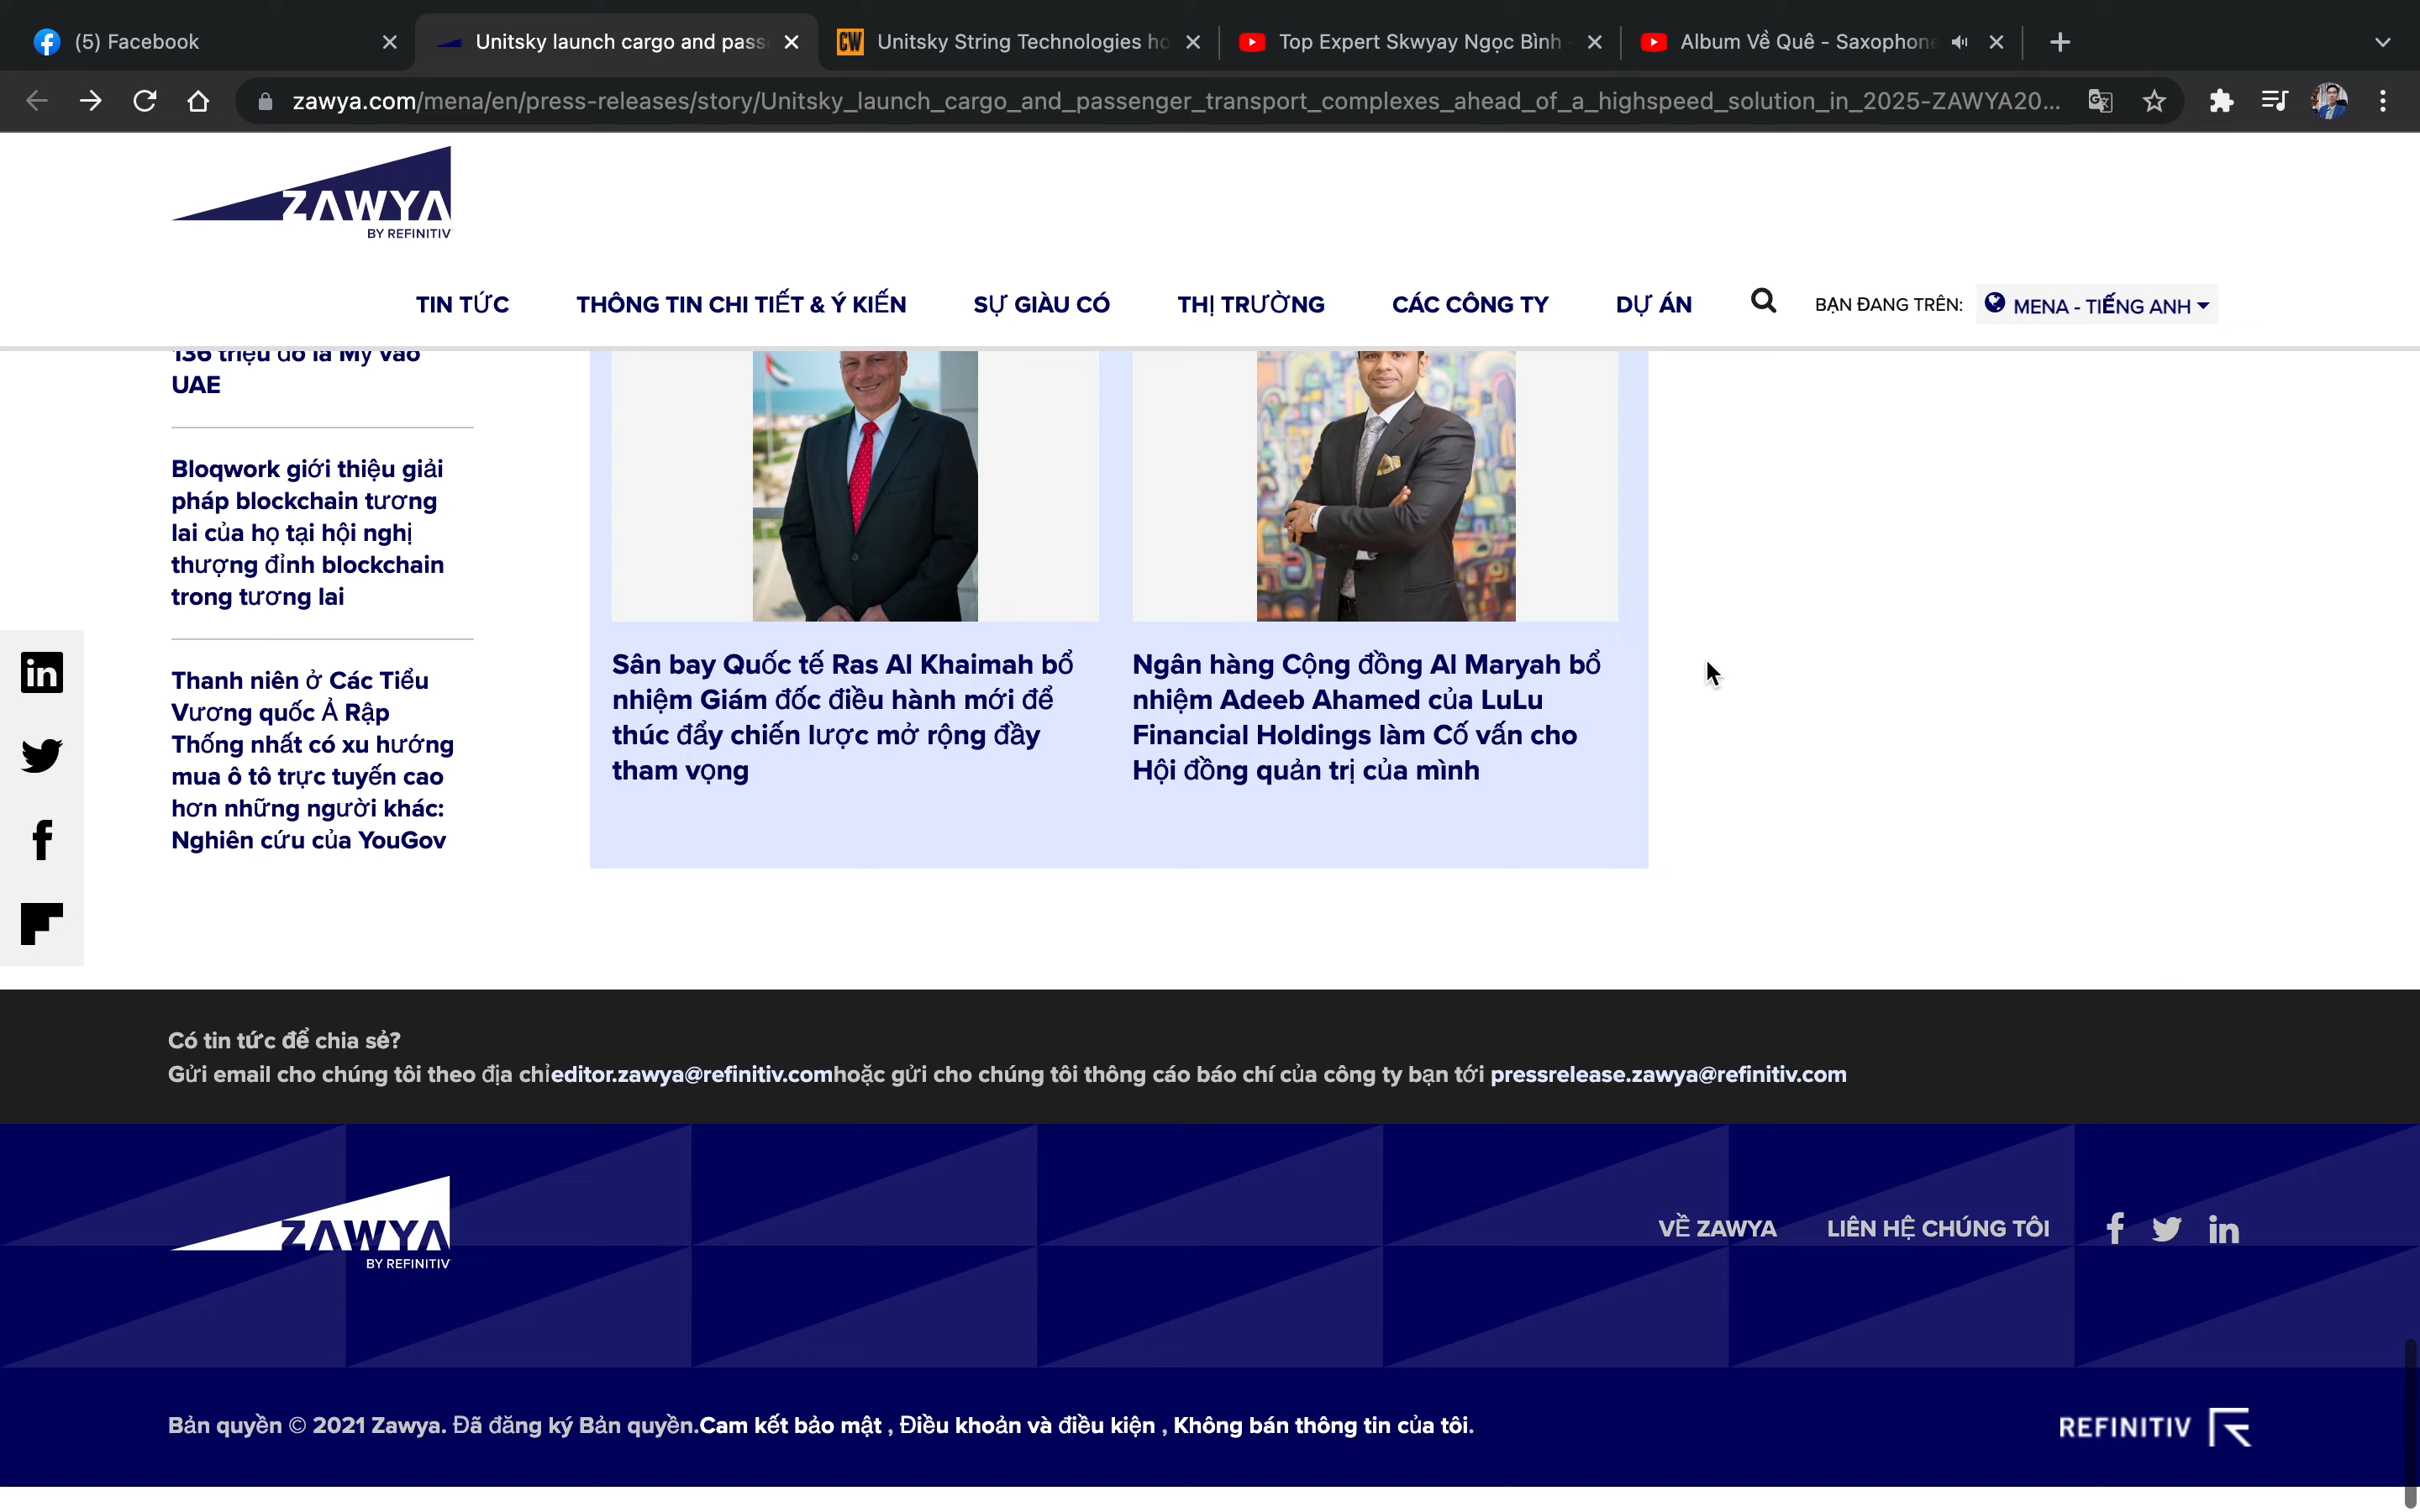 (5) Facebook
Unitsky launch cargo and pass
CW
Unitsky String Technologies ho
Top Expert Skwyay Ngọc Bình
Album Về Quê - Saxophone
zawya.com/mena/en/press-releases/story/Unitsky_launch_cargo_and_passenger_transport_complexes_ahead_of_a_highspeed_solution_in_2025-ZAWYA20...
ZAWYA
BY REFINITIV
TIN TỨC
THÔNG TIN CHI TIẾT & Ý KIẾN
SỰ GIÀU CÓ
THỊ TRƯỜNG
CÁC CÔNG TY
DỰ ÁN
BẠN ĐANG TRÊN:
MENA - TIẾNG ANH
136 triệu đô la Mỹ vào
UAE
Bloqwork giới thiệu giải
pháp blockchain tương
lai của họ tại hội nghị
thượng đỉnh blockchain
trong tương lai
Thanh niên ở Các Tiểu
Vương quốc Ả Rập
Thống nhất có xu hướng
mua ô tô trực tuyến cao
hơn những người khác:
Nghiên cứu của YouGov
Sân bay Quốc tế Ras Al Khaimah bổ
nhiệm Giám đốc điều hành mới để
thúc đẩy chiến lược mở rộng đầy
tham vọng
Ngân hàng Cộng đồng Al Maryah bổ
nhiệm Adeeb Ahamed của LuLu
Financial Holdings làm Cố vấn cho
Hội đồng quản trị của mình
Có tin tức để chia sẻ?
Gửi email cho chúng tôi theo địa chỉeditor.zawya@refinitiv.comhoặc gửi cho chúng tôi thông cáo báo chí của công ty bạn tới pressrelease.zawya@refinitiv.com
ZAWYA
BY REFINITIV
VỀ ZAWYA
LIÊN HỆ CHÚNG TÔI
Bản quyền © 2021 Zawya. Đã đăng ký Bản quyền.Cam kết bảo mật , Điều khoản và điều kiện , Không bán thông tin của tôi.
REFINITIV